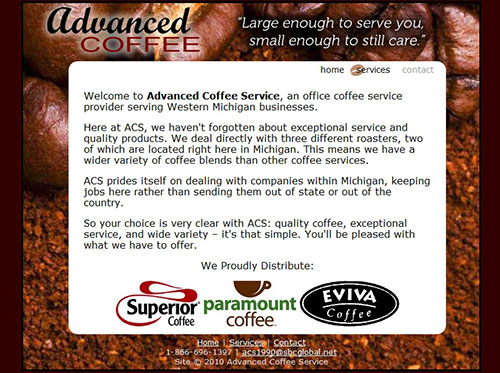 Advanced
COFFEE
"Large enough to serve you,
small enough to still care."
home services contact
Welcome to Advanced Coffee Service, an office coffee service
provider serving Western Michigan businesses.
Here at ACS, we haven't forgotten about exceptional service and
quality products. We deal directly with three different roasters, two
of which are located right here in Michigan. This means we have a
wider variety of coffee blends than other coffee services.
ACS prides itself on dealing with companies within Michigan, keeping
jobs here rather than sending them out of state or out of the
country.
So your choice is very clear with ACS: quality coffee, exceptional
service, and wide variety – it's that simple. You'll be pleased with
what we have to offer.
We Proudly Distribute:
Superior
Coffee
paramount
coffee
EVIVA
Coffee
Home | Services | Contact
1-866-696-1397 | acs1990@sbcglobal.net
Site © 2010 Advanced Coffee Service